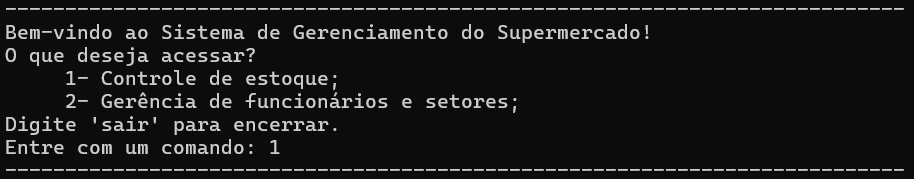 ---------------------------------------------------------------------------
Bem-vindo ao Sistema de Gerenciamento do Supermercado!
O que deseja acessar?
     1- Controle de estoque;
     2- Gerência de funcionários e setores;
Digite 'sair' para encerrar.
Entre com um comando: 1
---------------------------------------------------------------------------